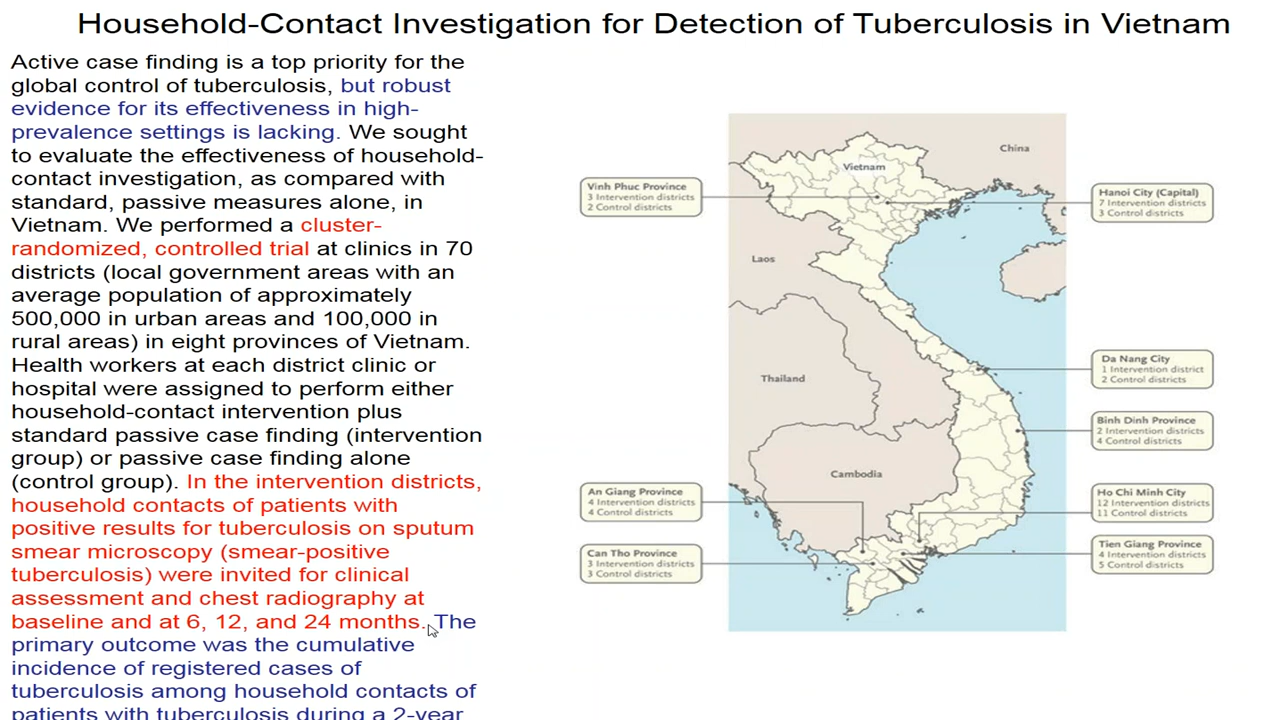 Household-Contact Investigation for Detection of Tuberculosis in Vietnam
Active case finding is a top priority for the
global control of tuberculosis, but robust
evidence for its effectiveness in high-
prevalence settings is lacking. We sought
to evaluate the effectiveness of household-
contact investigation, as compared with
standard, passive measures alone, in
Vietnam. We performed a cluster-
randomized, controlled trial at clinics in 70
districts (local government areas with an
average population of approximately
500,000 in urban areas and 100,000 in
rural areas) in eight provinces of Vietnam.
Health workers at each district clinic or
hospital were assigned to perform either
household-contact intervention plus
standard passive case finding (intervention
group) or passive case finding alone
(control group). In the intervention districts,
household contacts of patients with
positive results for tuberculosis on sputum
smear microscopy (smear-positive
tuberculosis) were invited for clinical
assessment and chest radiography at
baseline and at 6, 12, and 24 months. The
primary outcome was the cumulative
incidence of registered cases of
tuberculosis among household contacts of
patients with tuberculosis during a 2-year
China
Vietnam
Laos
Thailand
Cambodia
Vinh Phuc Province
3 Intervention districts
2 Control districts
Hanoi City (Capital)
7 Intervention districts
3 Control districts
Da Nang City
1 Intervention district
2 Control districts
Binh Dinh Province
2 Intervention districts
4 Control districts
An Giang Province
4 Intervention districts
4 Control districts
Ho Chi Minh City
12 Intervention districts
11 Control districts
Can Tho Province
3 Intervention districts
3 Control districts
Tien Giang Province
4 Intervention districts
5 Control districts